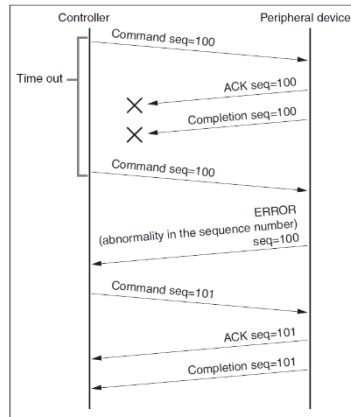 Controller
Peripheral device
Command seq=100
Time out
ACK seq=100
Completion seq=100
Command seq=100
ERROR
(abnormality in the sequence number)
seq=100
Command seq=101
ACK seq=101
Completion seq=101